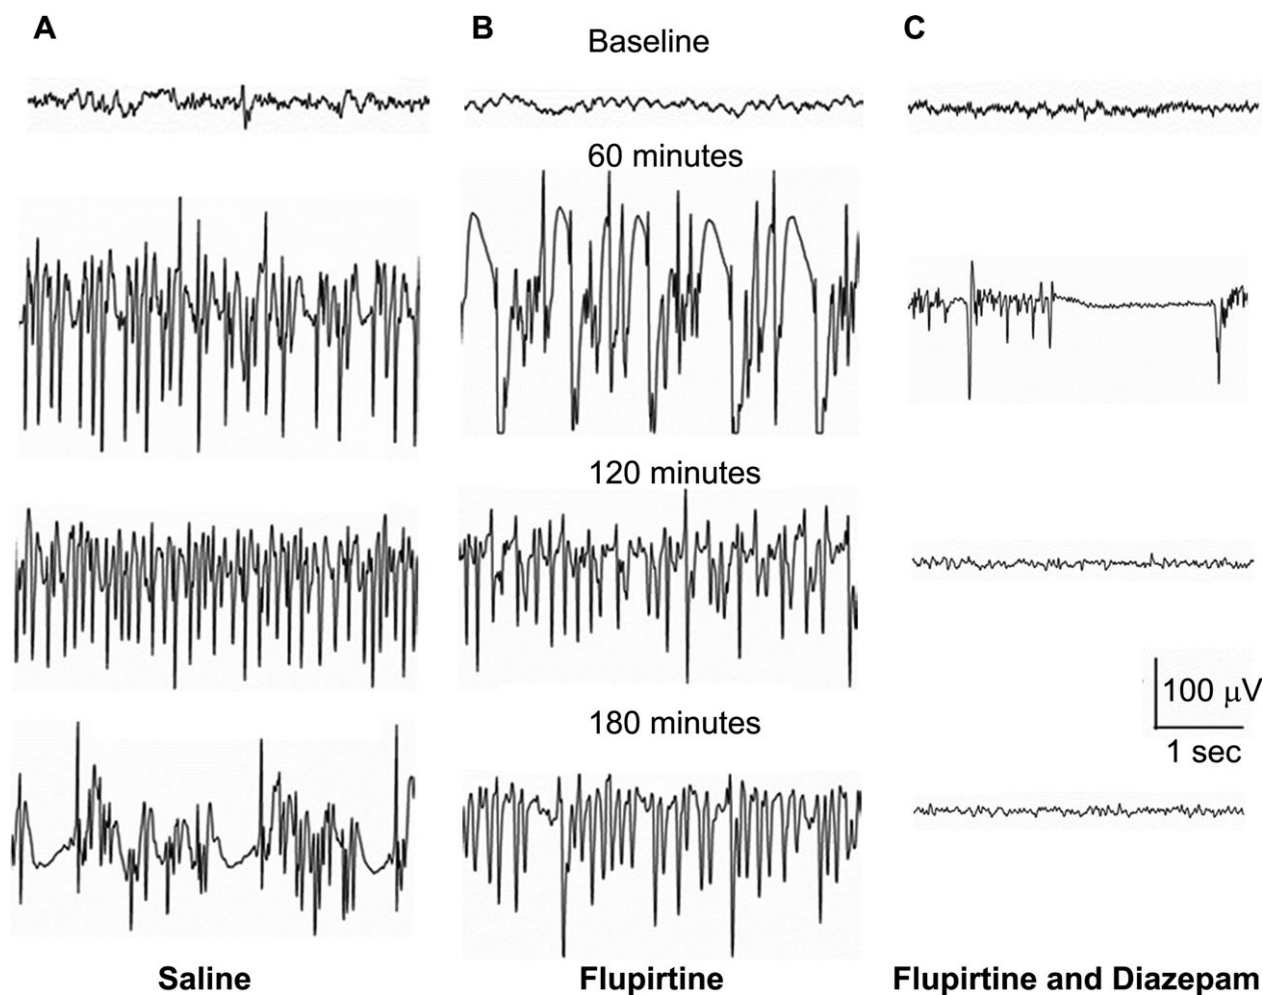 A
B
C
Baseline
60 minutes
120 minutes
180 minutes
100 μV
1 sec
Saline
Flupirtine
Flupirtine and Diazepam